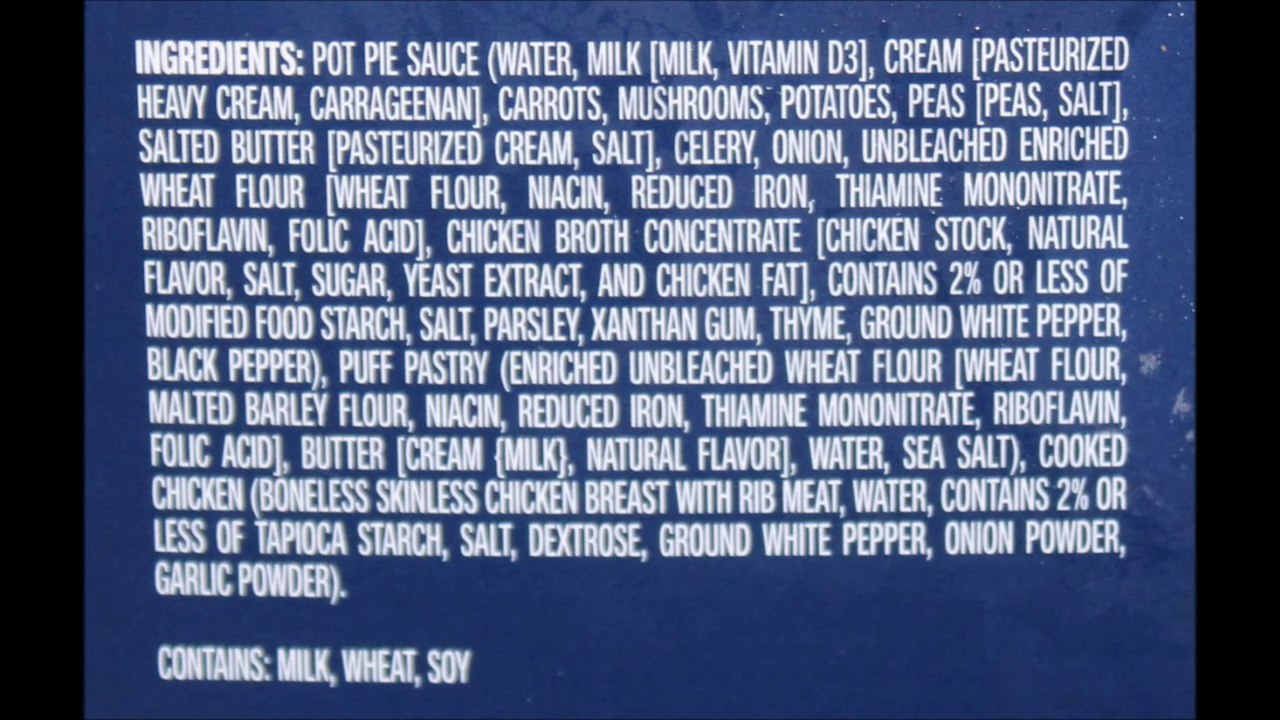 INGREDIENTS: POT PIE SAUCE (WATER, MILK [MILK, VITAMIN D3], CREAM [PASTEURIZED
HEAVY CREAM, CARRAGEENAN], CARROTS, MUSHROOMS, POTATOES, PEAS [PEAS, SALT],
SALTED BUTTER [PASTEURIZED CREAM, SALT], CELERY, ONION, UNBLEACHED ENRICHED
WHEAT FLOUR [WHEAT FLOUR, NIACIN, REDUCED IRON, THIAMINE MONONITRATE,
RIBOFLAVIN, FOLIC ACID], CHICKEN BROTH CONCENTRATE [CHICKEN STOCK, NATURAL
FLAVOR, SALT, SUGAR, YEAST EXTRACT, AND CHICKEN FAT], CONTAINS 2% OR LESS OF
MODIFIED FOOD STARCH, SALT, PARSLEY, XANTHAN GUM, THYME, GROUND WHITE PEPPER,
BLACK PEPPER), PUFF PASTRY (ENRICHED UNBLEACHED WHEAT FLOUR [WHEAT FLOUR,
MALTED BARLEY FLOUR, NIACIN, REDUCED IRON, THIAMINE MONONITRATE, RIBOFLAVIN,
FOLIC ACID], BUTTER [CREAM {MILK}, NATURAL FLAVOR], WATER, SEA SALT), COOKED
CHICKEN (BONELESS SKINLESS CHICKEN BREAST WITH RIB MEAT, WATER, CONTAINS 2% OR
LESS OF TAPIOCA STARCH, SALT, DEXTROSE, GROUND WHITE PEPPER, ONION POWDER,
GARLIC POWDER).
CONTAINS: MILK, WHEAT, SOY